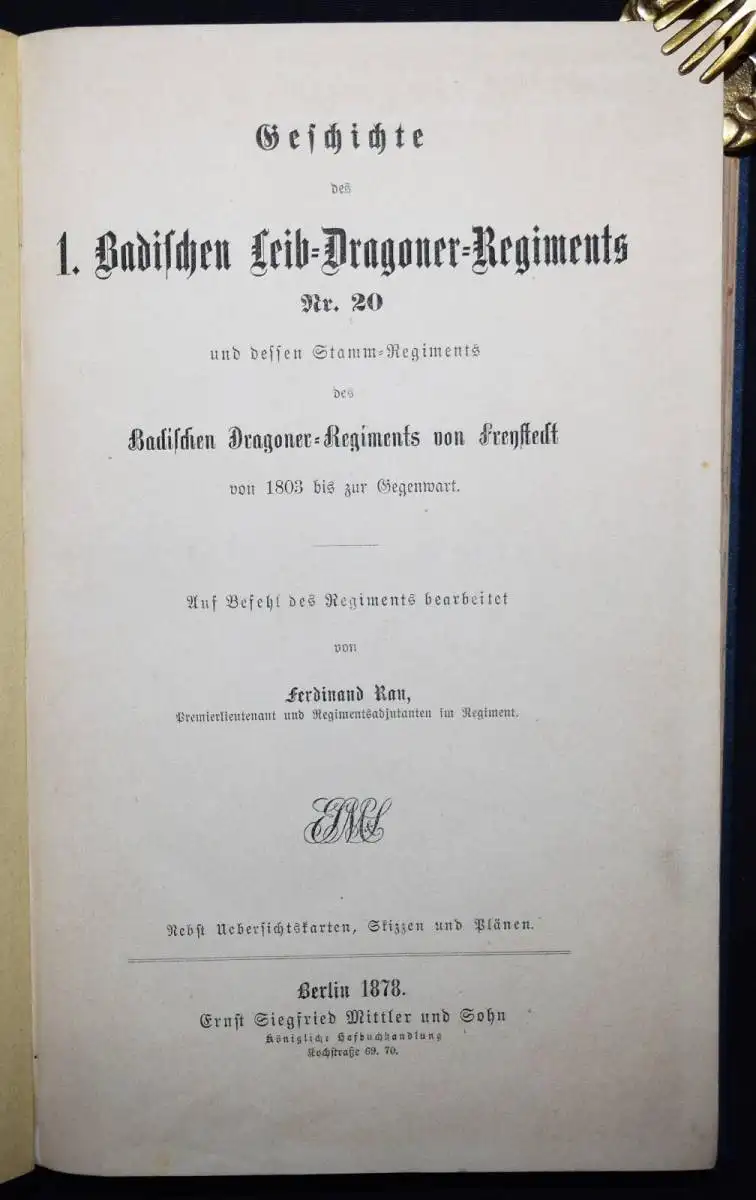 Geschichte
des
1. Badischen Leib-Dragoner-Regiments
Nr. 20
und dessen Stamm-Regiments
des
Badischen Dragoner-Regiments von Freystedt
von 1803 bis zur Gegenwart.
Auf Befehl des Regiments bearbeitet
von
Ferdinand Rau,
Premierlieutenant und Regimentsadjutanten im Regiment.
ESMS
Nebst Uebersichtskarten, Skizzen und Plänen.
Berlin 1878.
Ernst Siegfried Mittler und Sohn
Königliche Hofbuchhandlung
Kochstraße 69. 70.